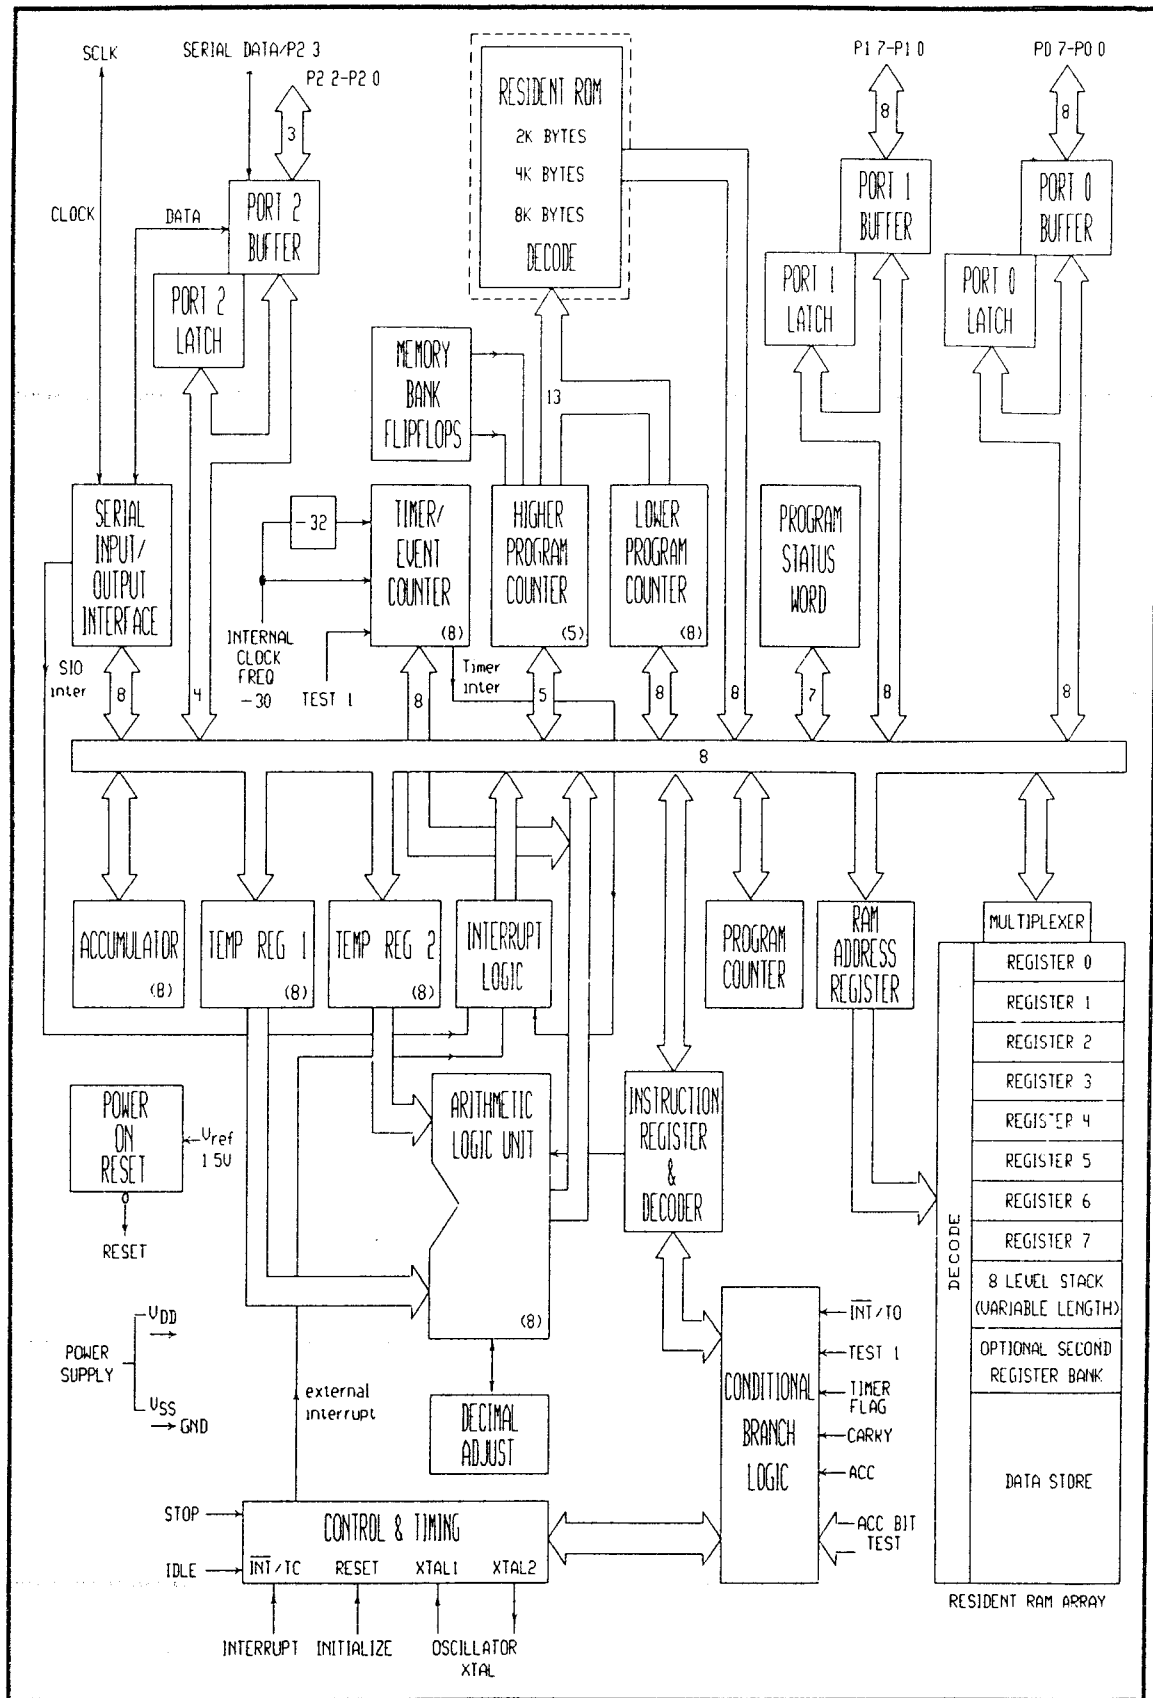 SCLK
SERIAL DATA/P2 3
P2 2-P2 0
P1 7-P1 0
P0 7-P0 0
3
8
8
RESIDENT ROM
2K BYTES
4K BYTES
8K BYTES
DECODE
CLOCK
DATA
PORT 2
BUFFER
PORT 2
LATCH
PORT 1
BUFFER
PORT 1
LATCH
PORT 0
BUFFER
PORT 0
LATCH
MEMORY
BANK
FLIPFLOPS
13
SERIAL
INPUT/
OUTPUT
INTERFACE
-32
TIMER/
EVENT
COUNTER
(8)
HIGHER
PROGRAM
COUNTER
(5)
LOWER
PROGRAM
COUNTER
(8)
PROGRAM
STATUS
WORD
INTERNAL
CLOCK
FREQ
-30
TEST 1
SIO
inter
Timer
inter
8
4
8
5
8
8
7
8
8
8
ACCUMULATOR
(8)
TEMP REG 1
(8)
TEMP REG 2
(8)
INTERRUPT
LOGIC
PROGRAM
COUNTER
RAM
ADDRESS
REGISTER
MULTIPLEXER
REGISTER 0
REGISTER 1
REGISTER 2
REGISTER 3
REGISTER 4
REGISTER 5
REGISTER 6
REGISTER 7
8 LEVEL STACK
(VARIABLE LENGTH)
OPTIONAL SECOND
REGISTER BANK
DATA STORE
DECODE
RESIDENT RAM ARRAY
POWER
ON
RESET
Vref
1 5V
RESET
ARITHMETIC
LOGIC UNIT
(8)
INSTRUCTION
REGISTER
&
DECODER
POWER
SUPPLY
VDD
VSS
GND
external
interrupt
DECIMAL
ADJUST
CONDITIONAL
BRANCH
LOGIC
INT/TO
TEST 1
TIMER
FLAG
CARKY
ACC
ACC BIT
TEST
STOP
IDLE
CONTROL & TIMING
INT/TC
RESET
XTAL1
XTAL2
INTERRUPT
INITIALIZE
OSCILLATOR
XTAL